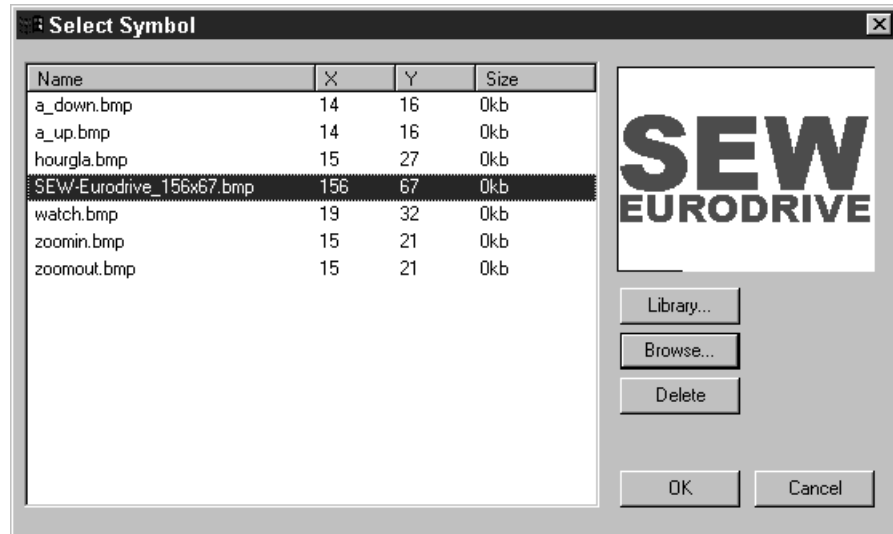 Select Symbol
Name X Y Size
a_down.bmp 14 16 0kb
a_up.bmp 14 16 0kb
hourgla.bmp 15 27 0kb
SEW-Eurodrive_156x67.bmp 156 67 0kb
watch.bmp 19 32 0kb
zoomin.bmp 15 21 0kb
zoomout.bmp 15 21 0kb
SEW
EURODRIVE
Library...
Browse...
Delete
OK Cancel